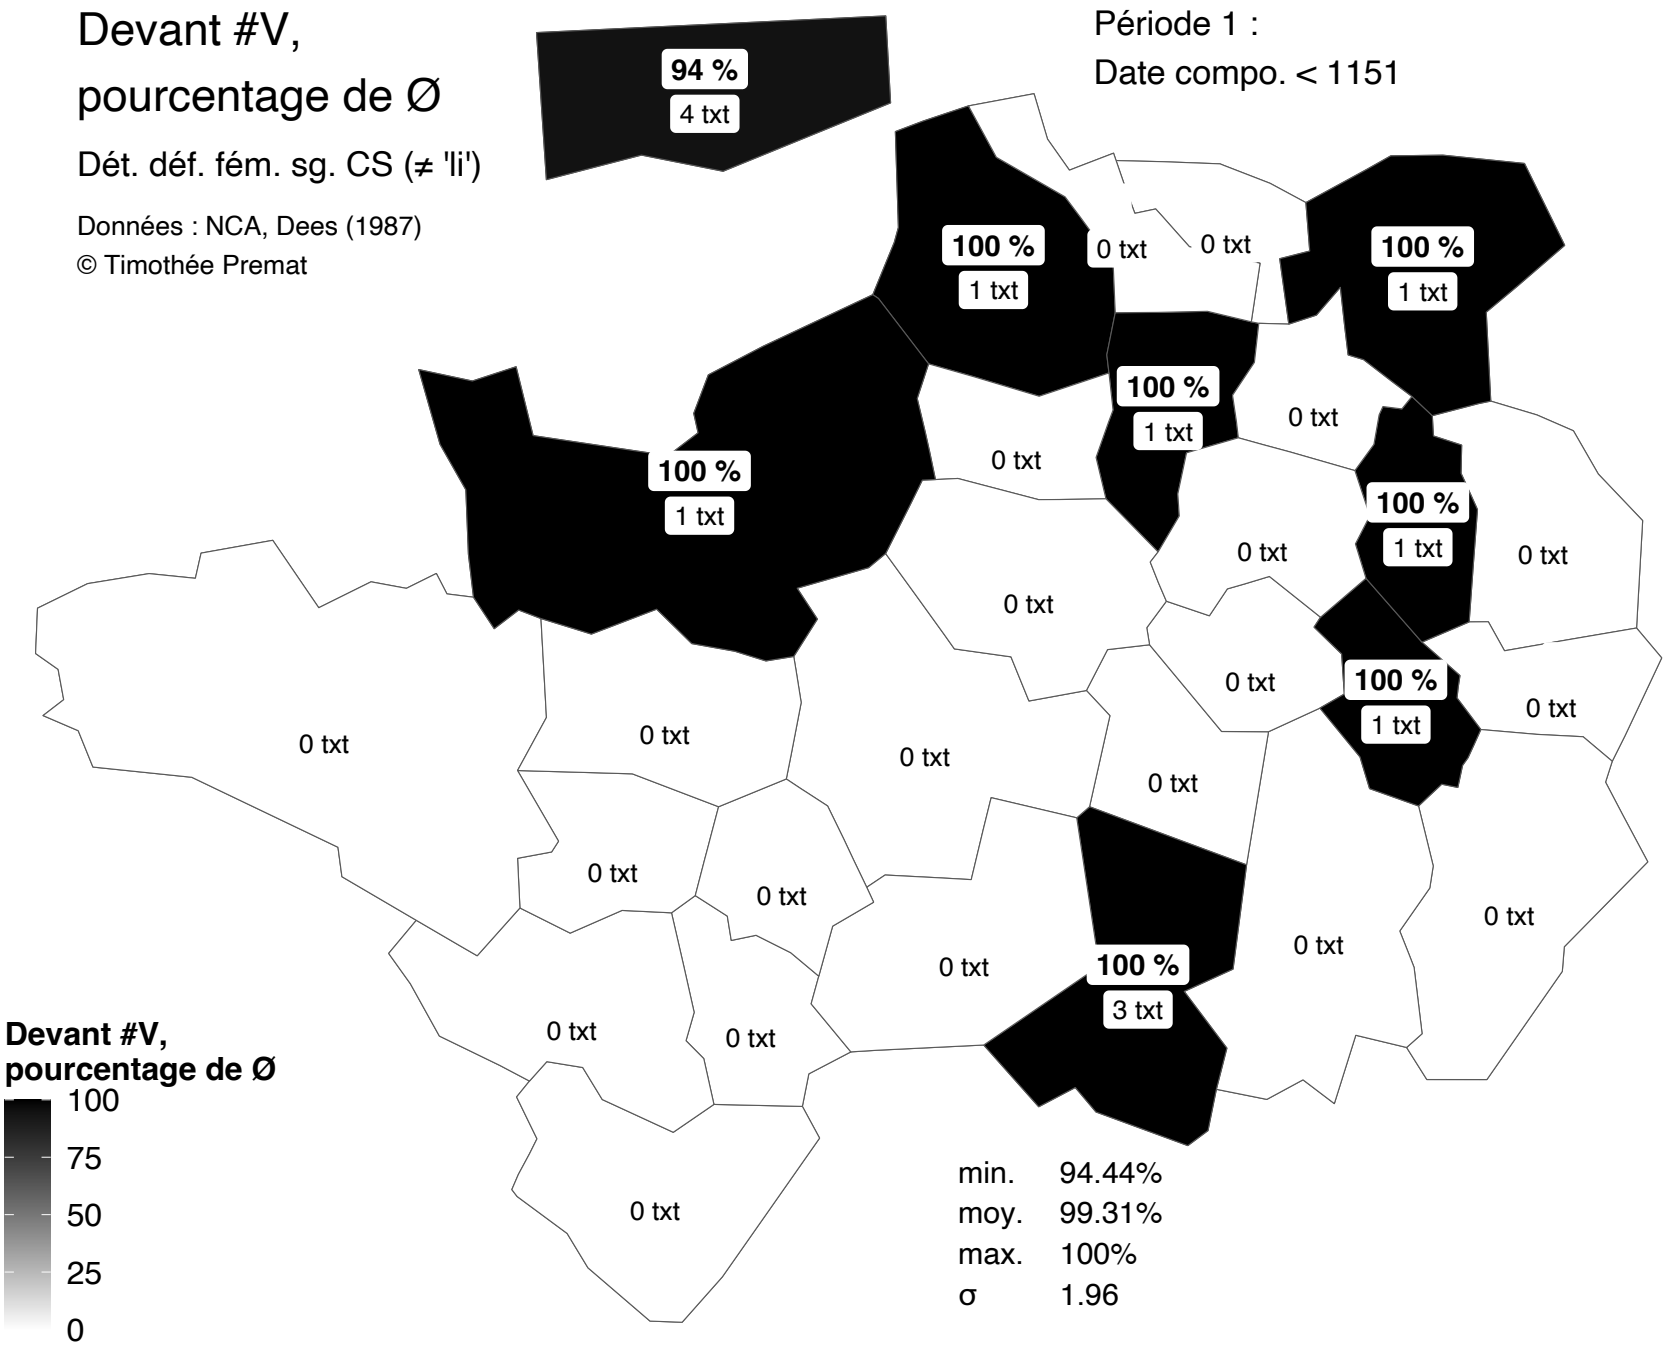 Devant #V,
pourcentage de Ø
Dét. déf. fém. sg. CS (≠ 'li')
Données : NCA, Dees (1987)
© Timothée Premat
Période 1 :
Date compo. < 1151
94 %
4 txt
100 %
1 txt
0 txt
0 txt
100 %
1 txt
100 %
1 txt
0 txt
0 txt
100 %
1 txt
100 %
1 txt
0 txt
0 txt
0 txt
100 %
1 txt
0 txt
0 txt
0 txt
0 txt
0 txt
0 txt
0 txt
0 txt
0 txt
0 txt
0 txt
0 txt
100 %
3 txt
0 txt
0 txt
0 txt
Devant #V,
pourcentage de Ø
100
75
50
25
0
min. 94.44%
moy. 99.31%
max. 100%
σ 1.96